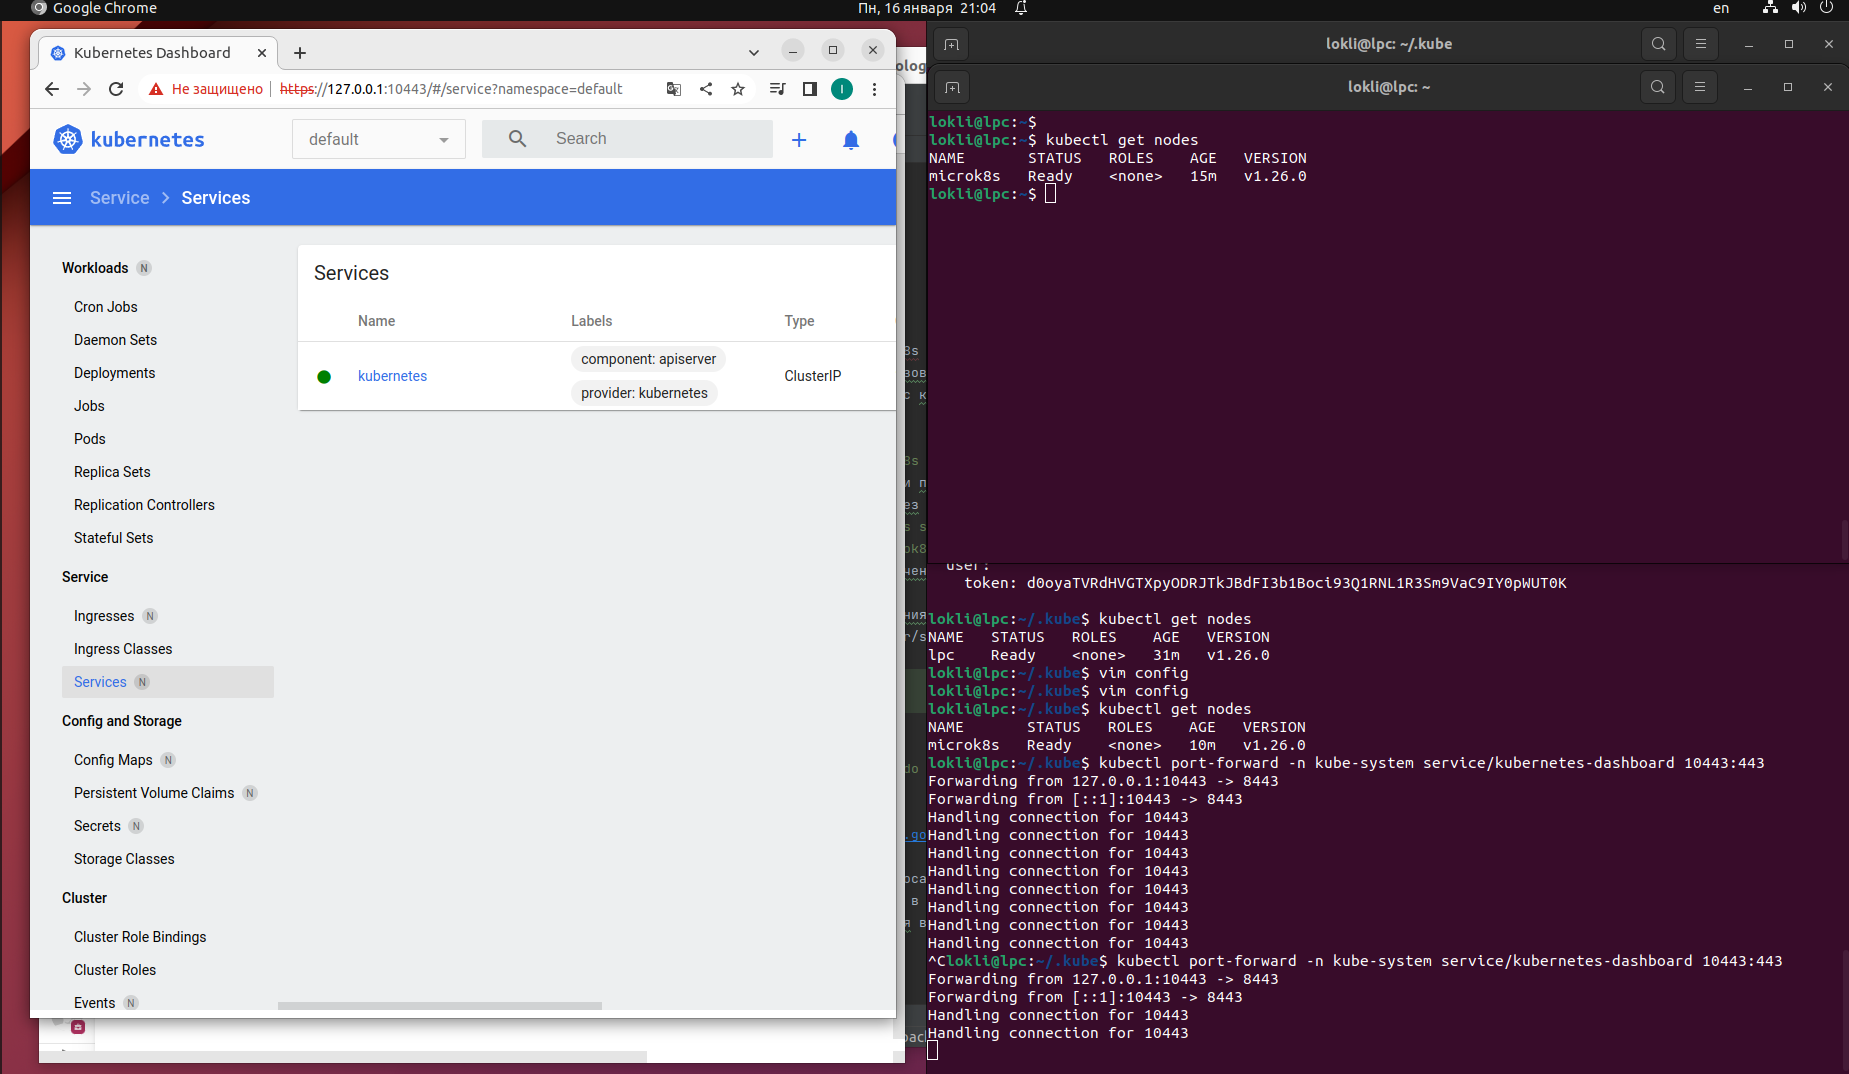 Google Chrome
Пн, 16 января 21:04
en
Kubernetes Dashboard
Не защищено
https://127.0.0.1:10443/#/service?namespace=default
I
kubernetes
default
Search
Service > Services
Workloads N
Cron Jobs
Daemon Sets
Deployments
Jobs
Pods
Replica Sets
Replication Controllers
Stateful Sets
Service
Ingresses N
Ingress Classes
Services N
Config and Storage
Config Maps N
Persistent Volume Claims N
Secrets N
Storage Classes
Cluster
Cluster Role Bindings
Cluster Roles
Events N
Services
Name Labels Type
kubernetes component: apiserver ClusterIP
provider: kubernetes
lokli@lpc: ~/.kube
lokli@lpc: ~
lokli@lpc:~$
lokli@lpc:~$ kubectl get nodes
NAME STATUS ROLES AGE VERSION
microk8s Ready <none> 15m v1.26.0
lokli@lpc:~$
user:
token: d0oyaTVRdHVGTXpyODRJTkJBdFI3b1Boci93Q1RNL1R3Sm9VaC9IY0pWUT0K
lokli@lpc:~/.kube$ kubectl get nodes
NAME STATUS ROLES AGE VERSION
lpc Ready <none> 31m v1.26.0
lokli@lpc:~/.kube$ vim config
lokli@lpc:~/.kube$ vim config
lokli@lpc:~/.kube$ kubectl get nodes
NAME STATUS ROLES AGE VERSION
microk8s Ready <none> 10m v1.26.0
lokli@lpc:~/.kube$ kubectl port-forward -n kube-system service/kubernetes-dashboard 10443:443
Forwarding from 127.0.0.1:10443 -> 8443
Forwarding from [::1]:10443 -> 8443
Handling connection for 10443
Handling connection for 10443
Handling connection for 10443
Handling connection for 10443
Handling connection for 10443
Handling connection for 10443
Handling connection for 10443
Handling connection for 10443
^Clokli@lpc:~/.kube$ kubectl port-forward -n kube-system service/kubernetes-dashboard 10443:443
Forwarding from 127.0.0.1:10443 -> 8443
Forwarding from [::1]:10443 -> 8443
Handling connection for 10443
Handling connection for 10443